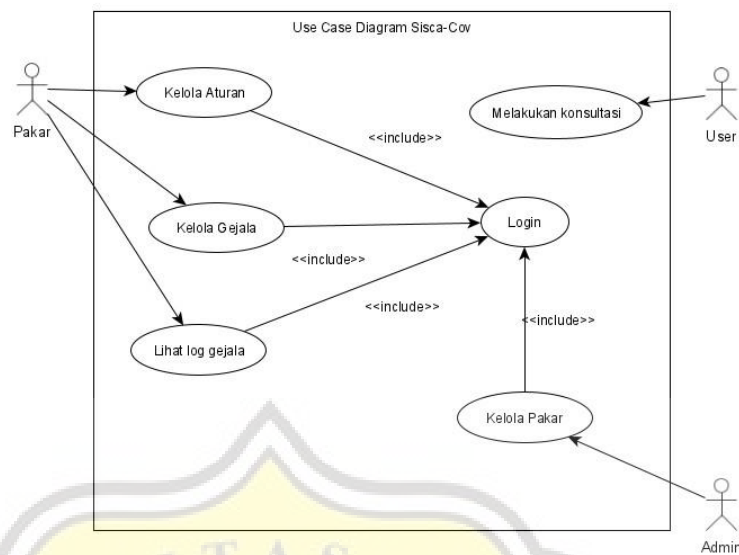 Use Case Diagram Sisca-Cov
Pakar
Kelola Aturan
Melakukan konsultasi
User
<<include>>
Kelola Gejala
Login
<<include>>
<<include>>
<<include>>
Lihat log gejala
Kelola Pakar
Admin
T A S